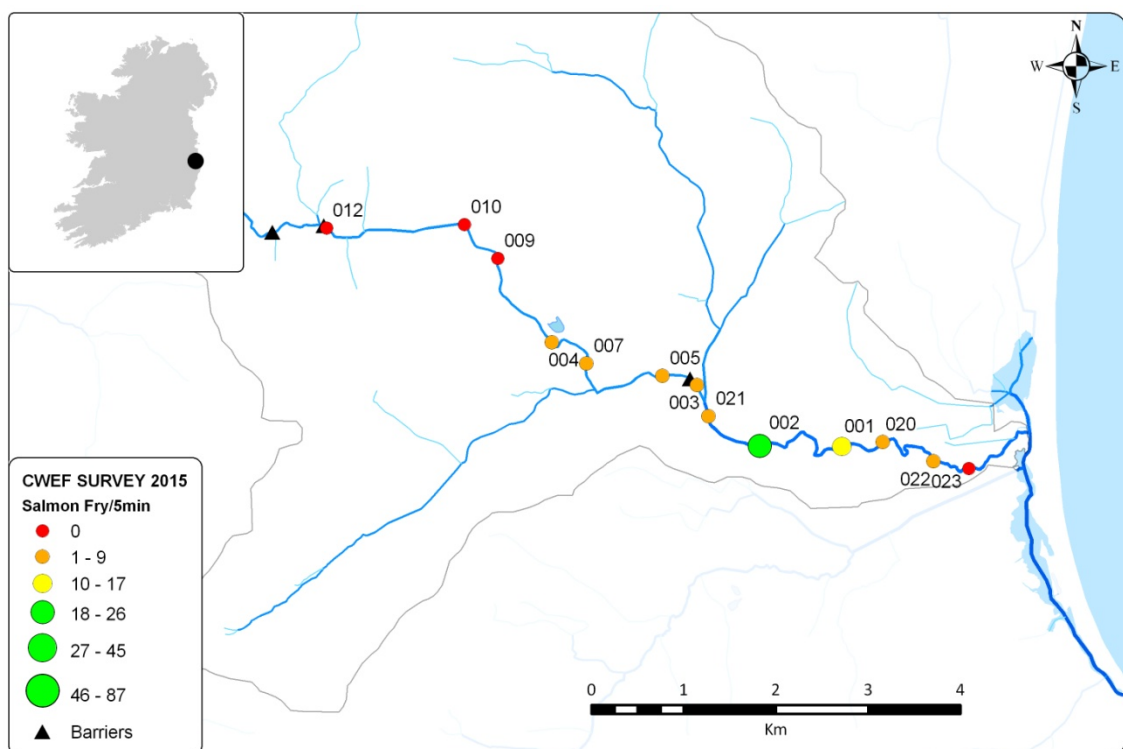 N
W E
S
012
010
009
004
007
005
003
021
002
001
020
022
023
CWEF SURVEY 2015
Salmon Fry/5min
0
1 - 9
10 - 17
18 - 26
27 - 45
46 - 87
Barriers
0 1 2 3 4
Km